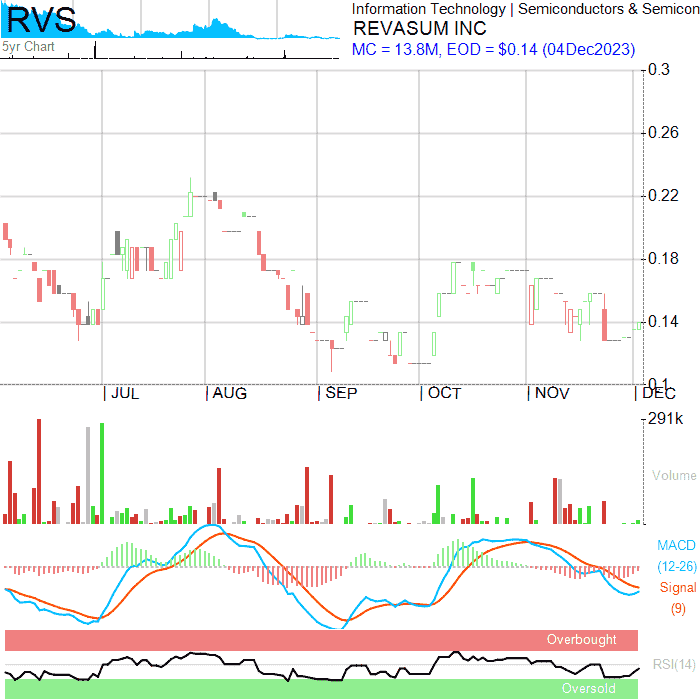 RVS
5yr Chart
Information Technology | Semiconductors & Semicon
REVASUM INC
MC = 13.8M, EOD = $0.14 (04Dec2023)
0.3
0.26
0.22
0.18
0.14
0.1
JUL
AUG
SEP
OCT
NOV
DEC
291k
Volume
MACD
(12-26)
Signal
(9)
Overbought
RSI(14)
Oversold